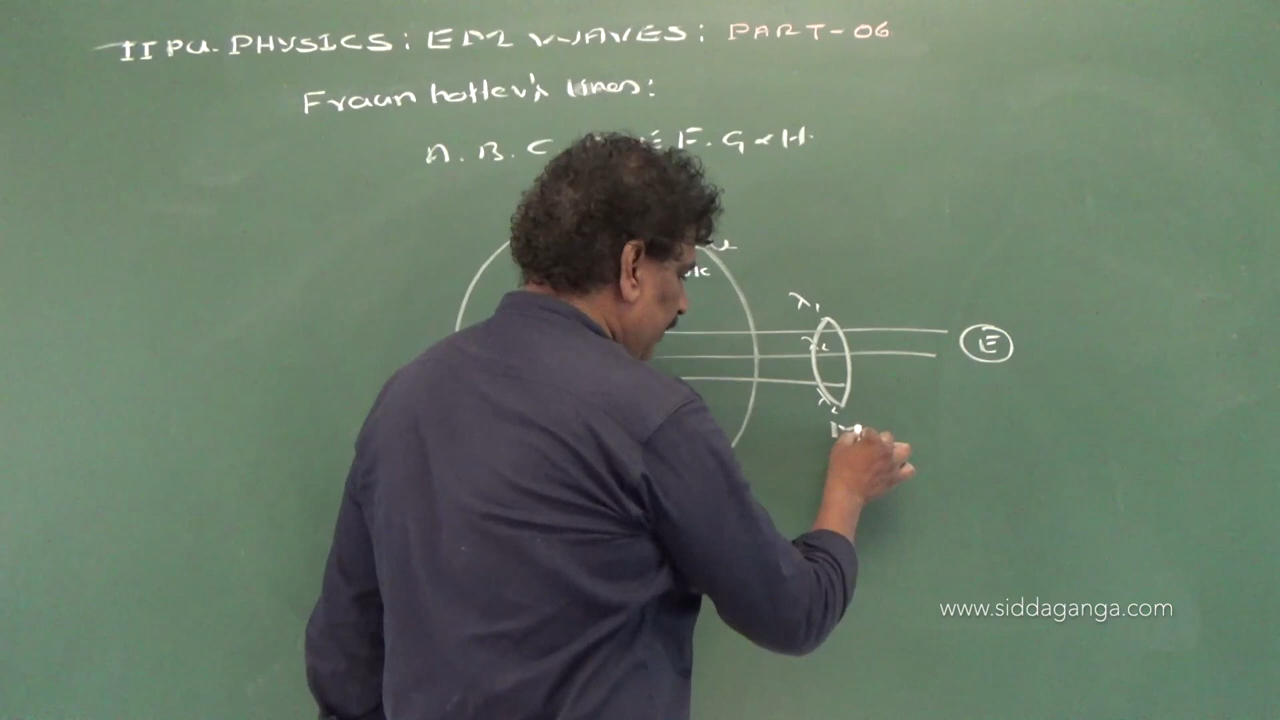 II PU. PHYSICS: EM WAVES: PART-06
Fraun hoffer's lines:
A. B. C E F. G & H.
λ₁
λ₂
E
www.siddaganga.com